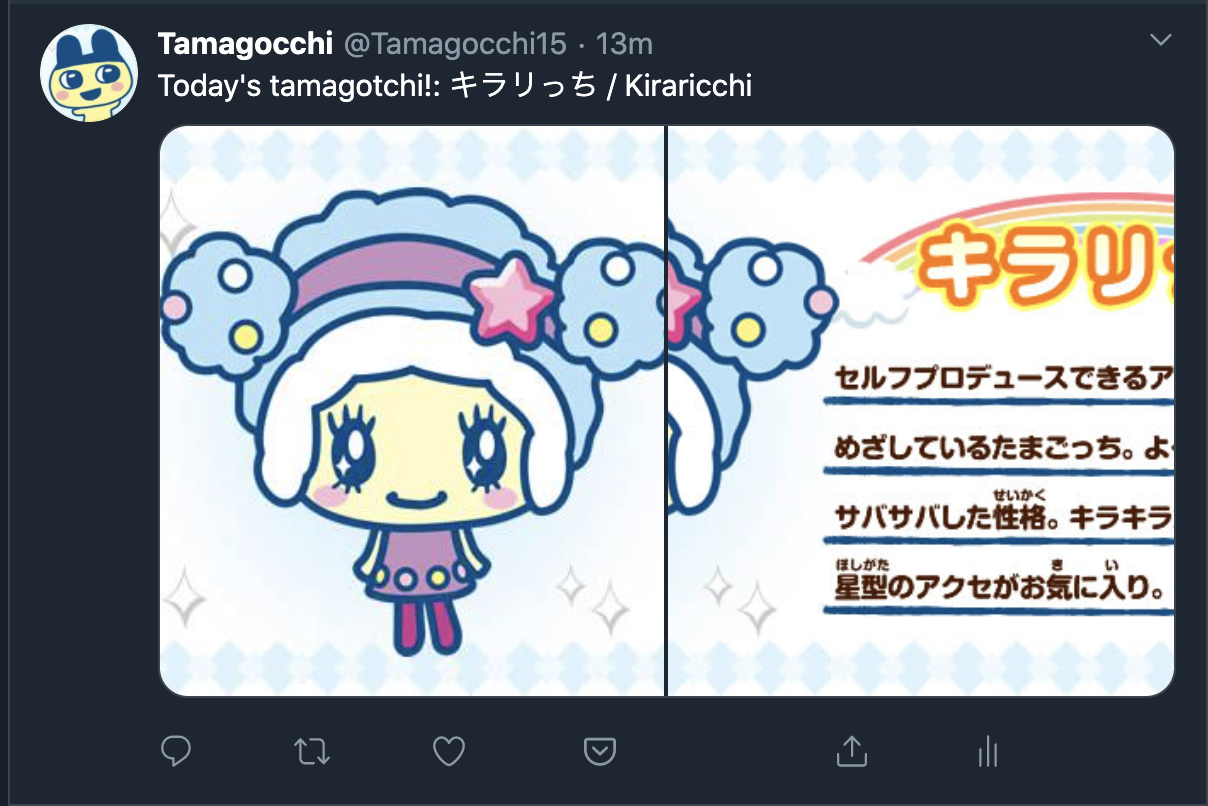 Tamagocchi @Tamagocchi15 · 13m
Today's tamagotchi!: キラリっち / Kiraricchi
キラリ
セルフプロデュースできるア
めざしているたまごっち。よ
せいかく
サバサバした性格。キラキラ
ほしがた き い
星型のアクセがお気に入り。